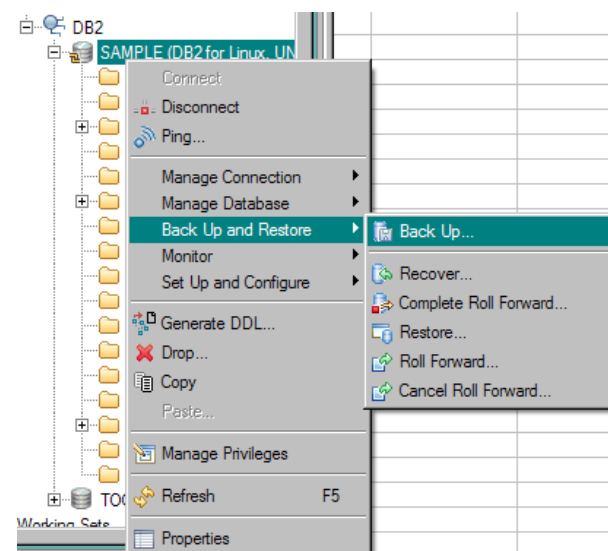 DB2
SAMPLE (DB2 for Linux, UN
Connect
Disconnect
Ping...
Manage Connection
Manage Database
Back Up and Restore
Monitor
Set Up and Configure
Generate DDL...
Drop...
Copy
Paste...
Manage Privileges
Refresh F5
Properties
Back Up...
Recover...
Complete Roll Forward...
Restore...
Roll Forward...
Cancel Roll Forward...
TOO
Working Sets